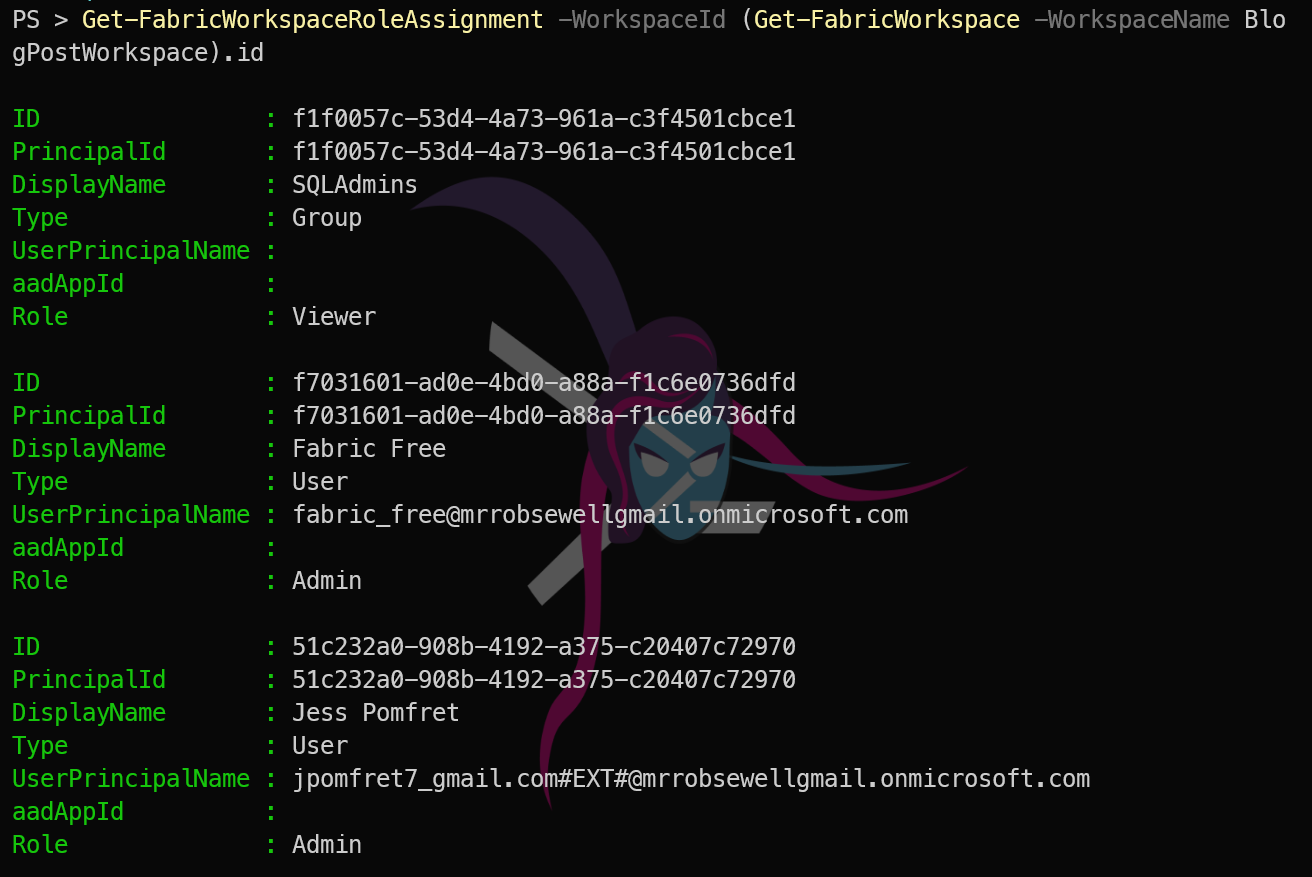 PS > Get-FabricWorkspaceRoleAssignment -WorkspaceId (Get-FabricWorkspace -WorkspaceName Blo
gPostWorkspace).id
ID : f1f0057c-53d4-4a73-961a-c3f4501cbce1
PrincipalId : f1f0057c-53d4-4a73-961a-c3f4501cbce1
DisplayName : SQLAdmins
Type : Group
UserPrincipalName :
aadAppId :
Role : Viewer
ID : f7031601-ad0e-4bd0-a88a-f1c6e0736dfd
PrincipalId : f7031601-ad0e-4bd0-a88a-f1c6e0736dfd
DisplayName : Fabric Free
Type : User
UserPrincipalName : fabric_free@mrrobsewellgmail.onmicrosoft.com
aadAppId :
Role : Admin
ID : 51c232a0-908b-4192-a375-c20407c72970
PrincipalId : 51c232a0-908b-4192-a375-c20407c72970
DisplayName : Jess Pomfret
Type : User
UserPrincipalName : jpomfret7_gmail.com#EXT#@mrrobsewellgmail.onmicrosoft.com
aadAppId :
Role : Admin